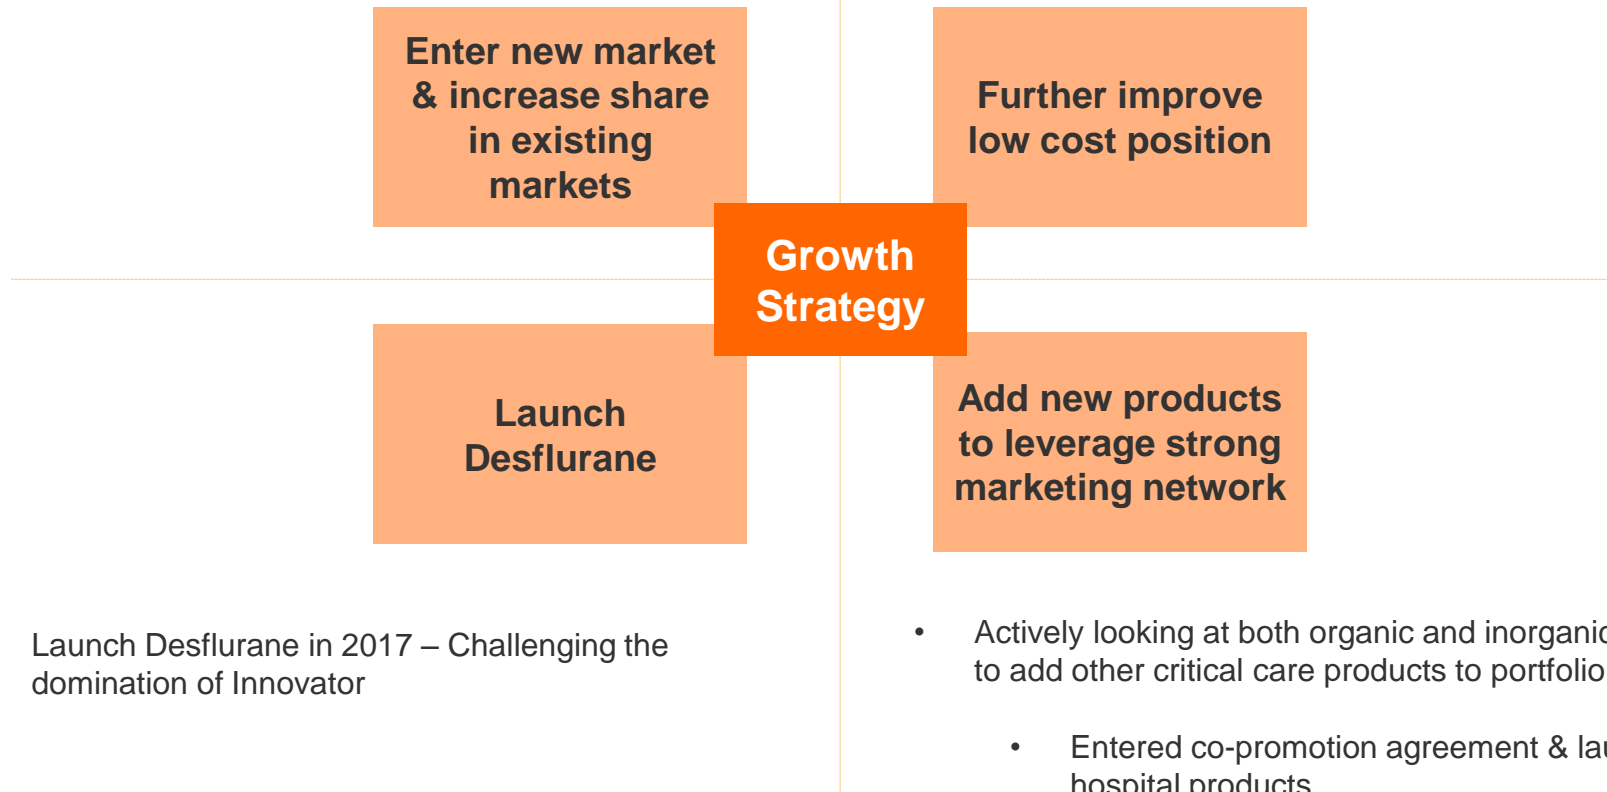 Enter new market
& increase share
in existing
markets
Further improve
low cost position
Growth
Strategy
Launch
Desflurane
Add new products
to leverage strong
marketing network
Launch Desflurane in 2017 – Challenging the
domination of Innovator
• Actively looking at both organic and inorganic
to add other critical care products to portfolio
• Entered co-promotion agreement &
hospital products